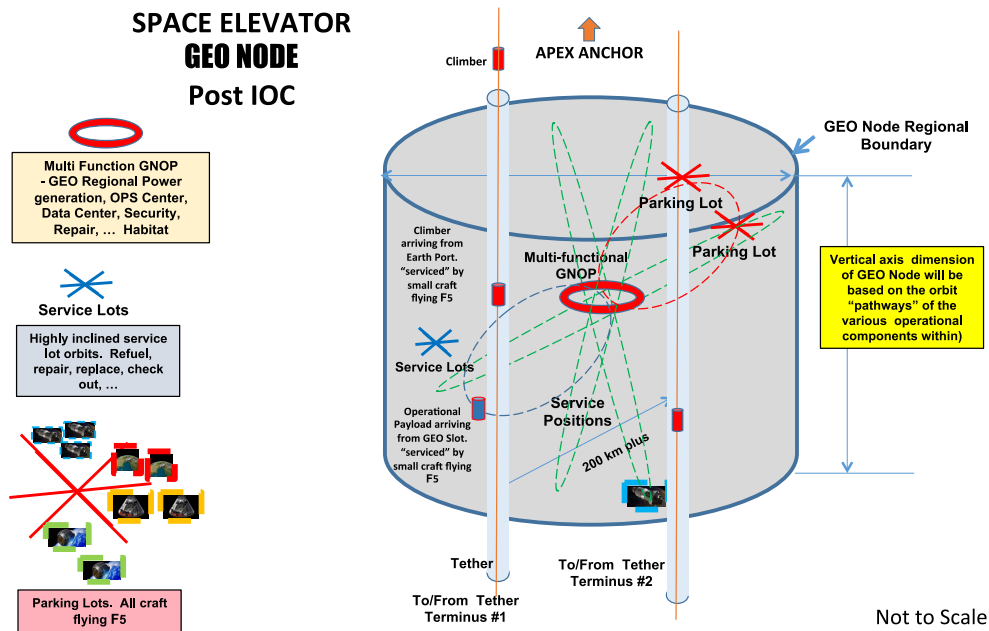 SPACE ELEVATOR
GEO NODE
Post IOC
Multi Function GNOP
- GEO Regional Power
generation, OPS Center,
Data Center, Security,
Repair, … Habitat
Service Lots
Highly inclined service
lot orbits. Refuel,
repair, replace, check
out, …
Parking Lots. All craft
flying F5
Climber
APEX ANCHOR
GEO Node Regional
Boundary
Parking Lot
Parking Lot
Climber
arriving from
Earth Port.
“serviced” by
small craft
flying F5
Multi-functional
GNOP
Vertical axis dimension
of GEO Node will be
based on the orbit
“pathways” of the
various operational
components within)
Service Lots
Operational
Payload arriving
from GEO Slot.
“serviced” by
small craft flying
F5
Service
Positions
200 km plus
Tether
To/From Tether
Terminus #1
To/From Tether
Terminus #2
Not to Scale